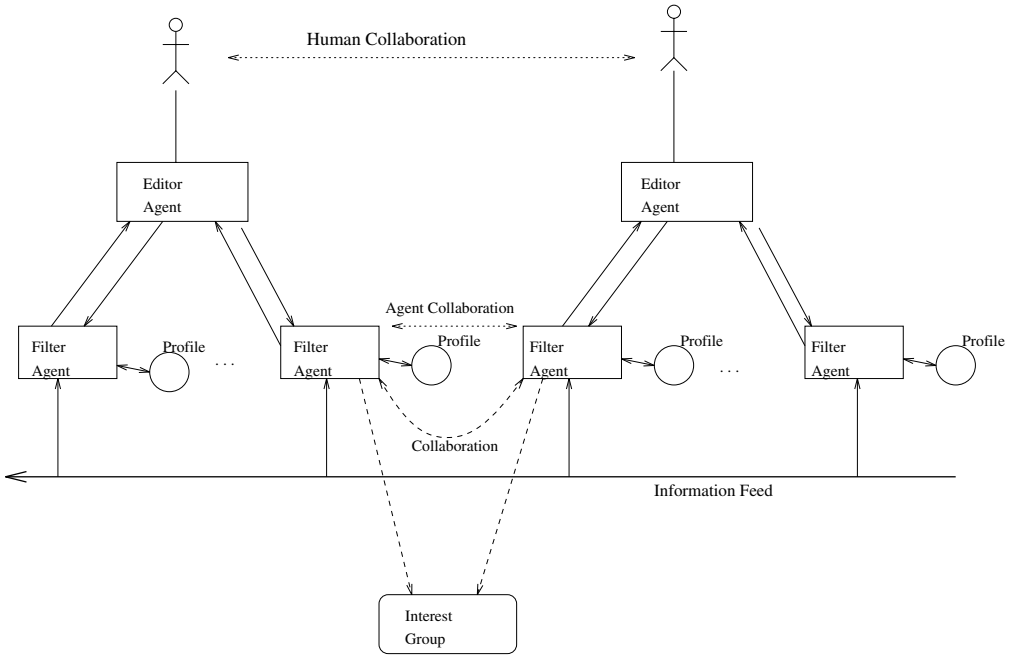 Human Collaboration
Editor
Agent
Editor
Agent
Agent Collaboration
Filter
Agent
Profile
. . .
Filter
Agent
Profile
Filter
Agent
Profile
. . .
Filter
Agent
Profile
Collaboration
Information Feed
Interest
Group